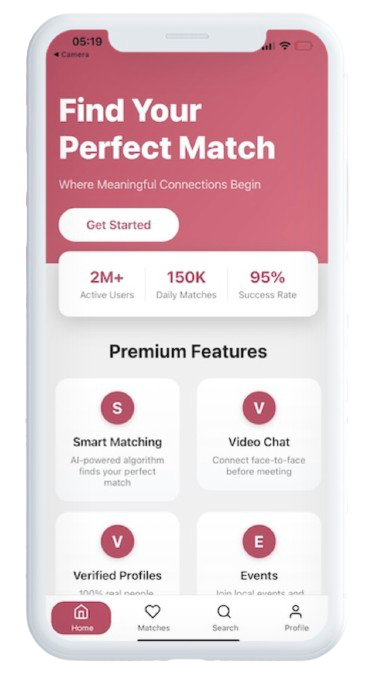 05:19
◀ Camera
Find Your
Perfect Match
Where Meaningful Connections Begin
Get Started
2M+
150K
95%
Active Users
Daily Matches
Success Rate
Premium Features
S
V
Smart Matching
Video Chat
AI-powered algorithm
finds your perfect
match
Connect face-to-face
before meeting
V
E
Verified Profiles
Events
100% real people
Join local events and
Home
Matches
Search
Profile